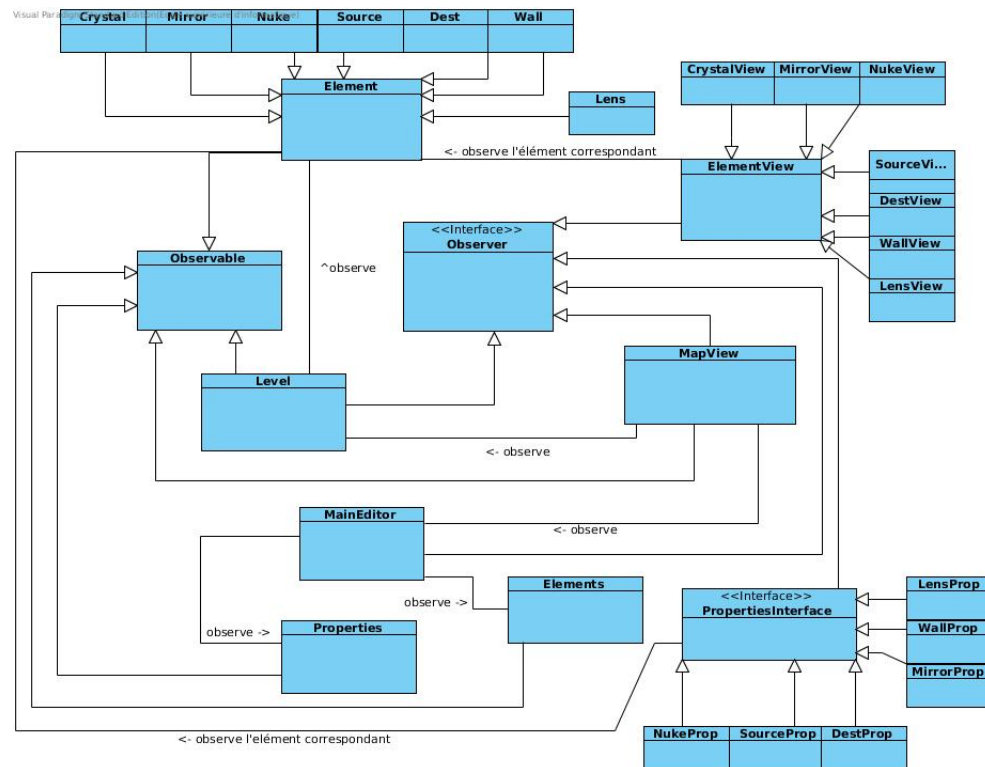 Crystal
Mirror
Nuke
Source
Dest
Wall
Element
Lens
CrystalView
MirrorView
NukeView
<- observe l'élément correspondant
ElementView
SourceVi...
DestView
WallView
LensView
<<Interface>>
Observer
Observable
^observe
MapView
Level
<- observe
MainEditor
<- observe
Elements
observe ->
<<Interface>>
PropertiesInterface
LensProp
WallProp
MirrorProp
observe ->
Properties
NukeProp
SourceProp
DestProp
<- observe l'elément correspondant